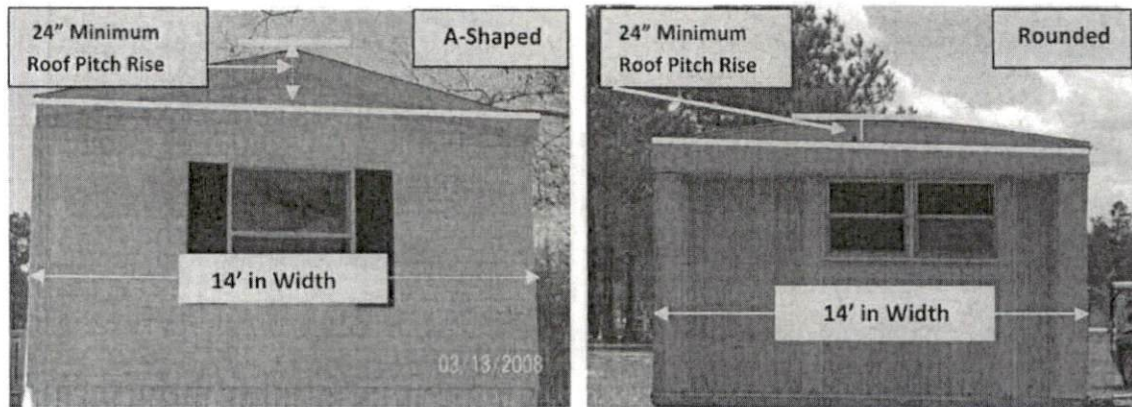 24" Minimum
Roof Pitch Rise
A-Shaped
14' in Width
03/13/2008
24" Minimum
Roof Pitch Rise
Rounded
14' in Width